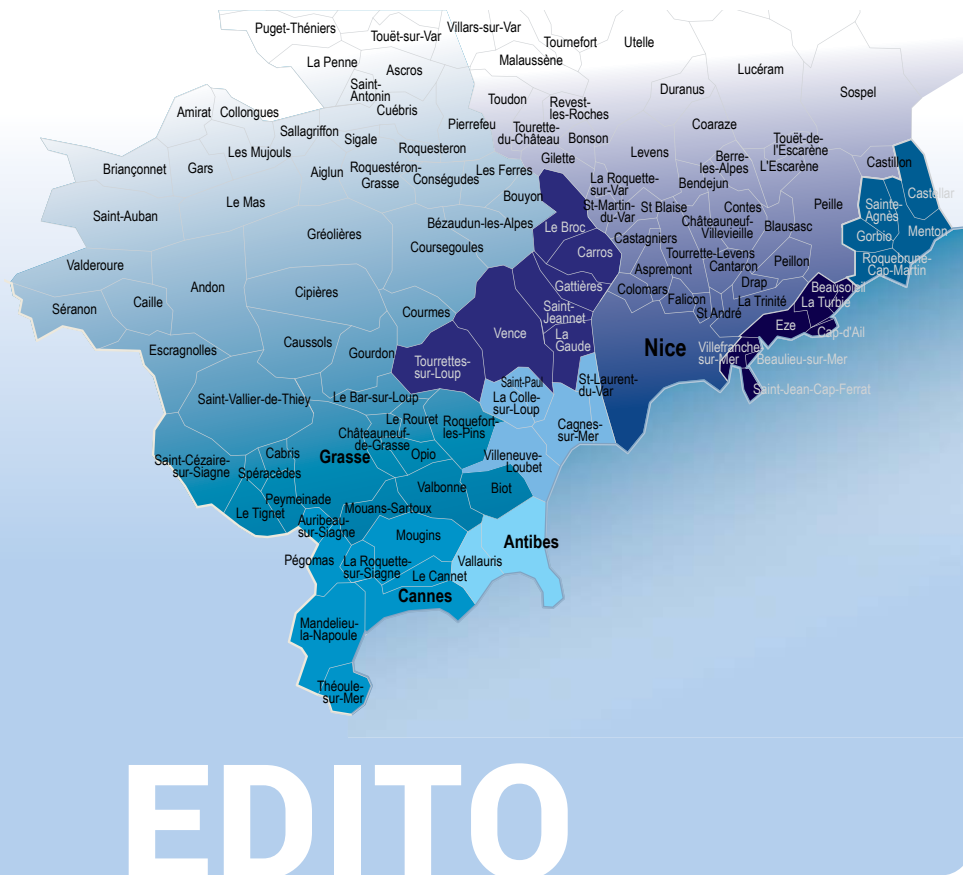 Puget-Théniers
Touët-sur-Var
Villars-sur-Var
Tournefort
Utelle
La Penne
Malaussène
Ascros
Lucéram
Saint-
Antonin
Duranus
Sospel
Toudon
Revest-
les-Roches
Amirat
Collongues
Cuébris
Pierrefeu
Tourette-
du-Château
Bonson
Coaraze
Sallagriffon
Sigale
Roquesteron
Touët-de-
l'Escarène
Les Mujouls
Gilette
Levens
Berre-
les-Alpes
L'Escarène
Castillon
Briançonnet
Gars
Aiglun
Roquestéron-
Grasse
Conségudes
Les Ferres
La Roquette-
sur-Var
Bendejun
Castellar
Bouyon
St-Martin-
du-Var
St Blaise
Contes
Peille
Sainte-
Agnès
Le Mas
Saint-Auban
Bézaudun-les-Alpes
Le Broc
Châteauneuf-
Villevieille
Blausasc
Menton
Gréolières
Coursegoules
Carros
Castagniers
Tourrette-Levens
Gorbio
Valderoure
Aspremont
Cantaron
Peillon
Roquebrune-
Cap-Martin
Andon
Cipières
Gattières
Colomars
Drap
Beausoleil
Séranon
Caille
Courmes
Saint-
Jeannet
Falicon
La Trinité
La Turbie
St André
Eze
Cap-d'Ail
Escragnolles
Caussols
Gourdon
Vence
La
Gaude
Nice
Villefranche-
sur-Mer
Beaulieu-sur-Mer
Tourrettes-
sur-Loup
Saint-Paul
St-Laurent-
du-Var
Saint-Jean-Cap-Ferrat
Saint-Vallier-de-Thiey
Le Bar-sur-Loup
La Colle-
sur-Loup
Le Rouret
Roquefort-
les-Pins
Cagnes-
sur-Mer
Châteauneuf-
de-Grasse
Cabris
Grasse
Opio
Villeneuve-
Loubet
Saint-Cézaire-
sur-Siagne
Spéracèdes
Valbonne
Biot
Peymeinade
Le Tignet
Mouans-Sartoux
Auribeau-
sur-Siagne
Mougins
Antibes
Pégomas
La Roquette-
sur-Siagne
Vallauris
Le Cannet
Cannes
Mandelieu-
la-Napoule
Théoule-
sur-Mer
EDITO